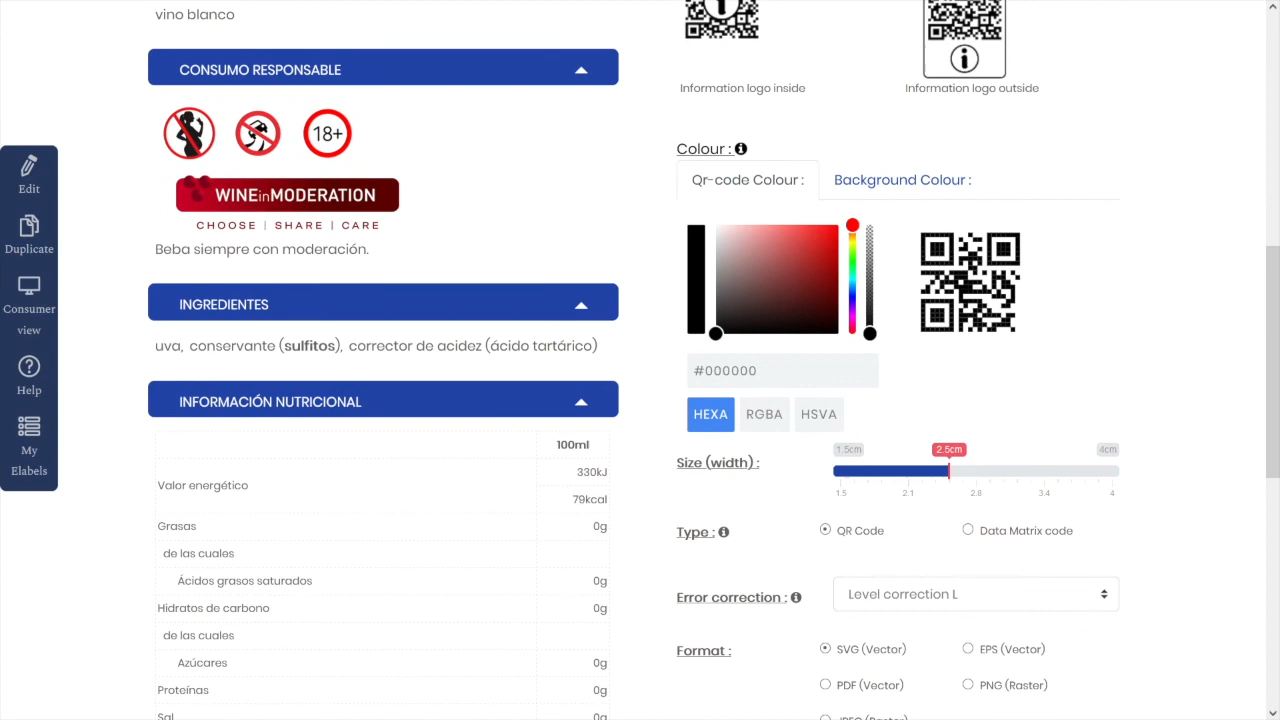 Edit
Duplicate
Consumer
view
Help
My
Elabels
vino blanco
CONSUMO RESPONSABLE
18+
WINEinMODERATION
CHOOSE | SHARE | CARE
Beba siempre con moderación.
INGREDIENTES
uva, conservante (sulfitos), corrector de acidez (ácido tartárico)
INFORMACIÓN NUTRICIONAL
100ml
Valor energético
330kJ
79kcal
Grasas 0g
de las cuales
Ácidos grasos saturados 0g
Hidratos de carbono 0g
de las cuales
Azúcares 0g
Proteínas 0g
Sal 0g
Information logo inside
Information logo outside
Colour :
Qr-code Colour :
Background Colour :
#000000
HEXA RGBA HSVA
Size (width) :
1.5cm 2.5cm 4cm
1.5 2.1 2.8 3.4 4
Type :
QR Code
Data Matrix code
Error correction :
Level correction L
Format :
SVG (Vector)
EPS (Vector)
PDF (Vector)
PNG (Raster)
JPEG (Raster)